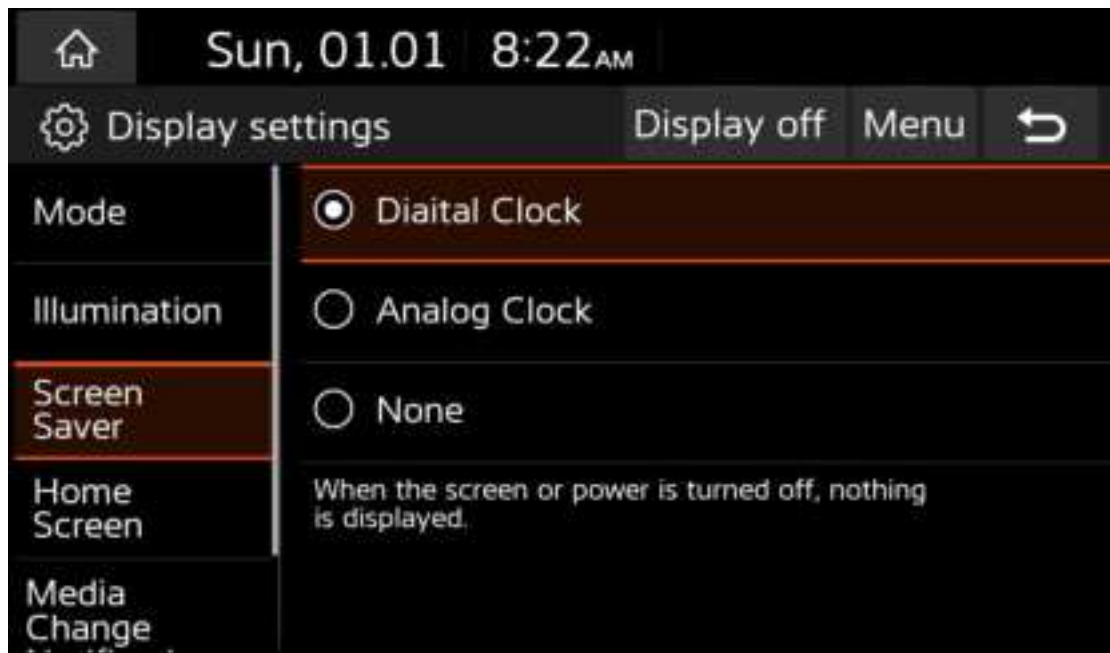 Sun, 01.01 8:22AM
Display settings Display off Menu
Mode
Diaital Clock
Illumination
Analog Clock
Screen
Saver
None
Home
Screen
When the screen or power is turned off, nothing
is displayed.
Media
Change